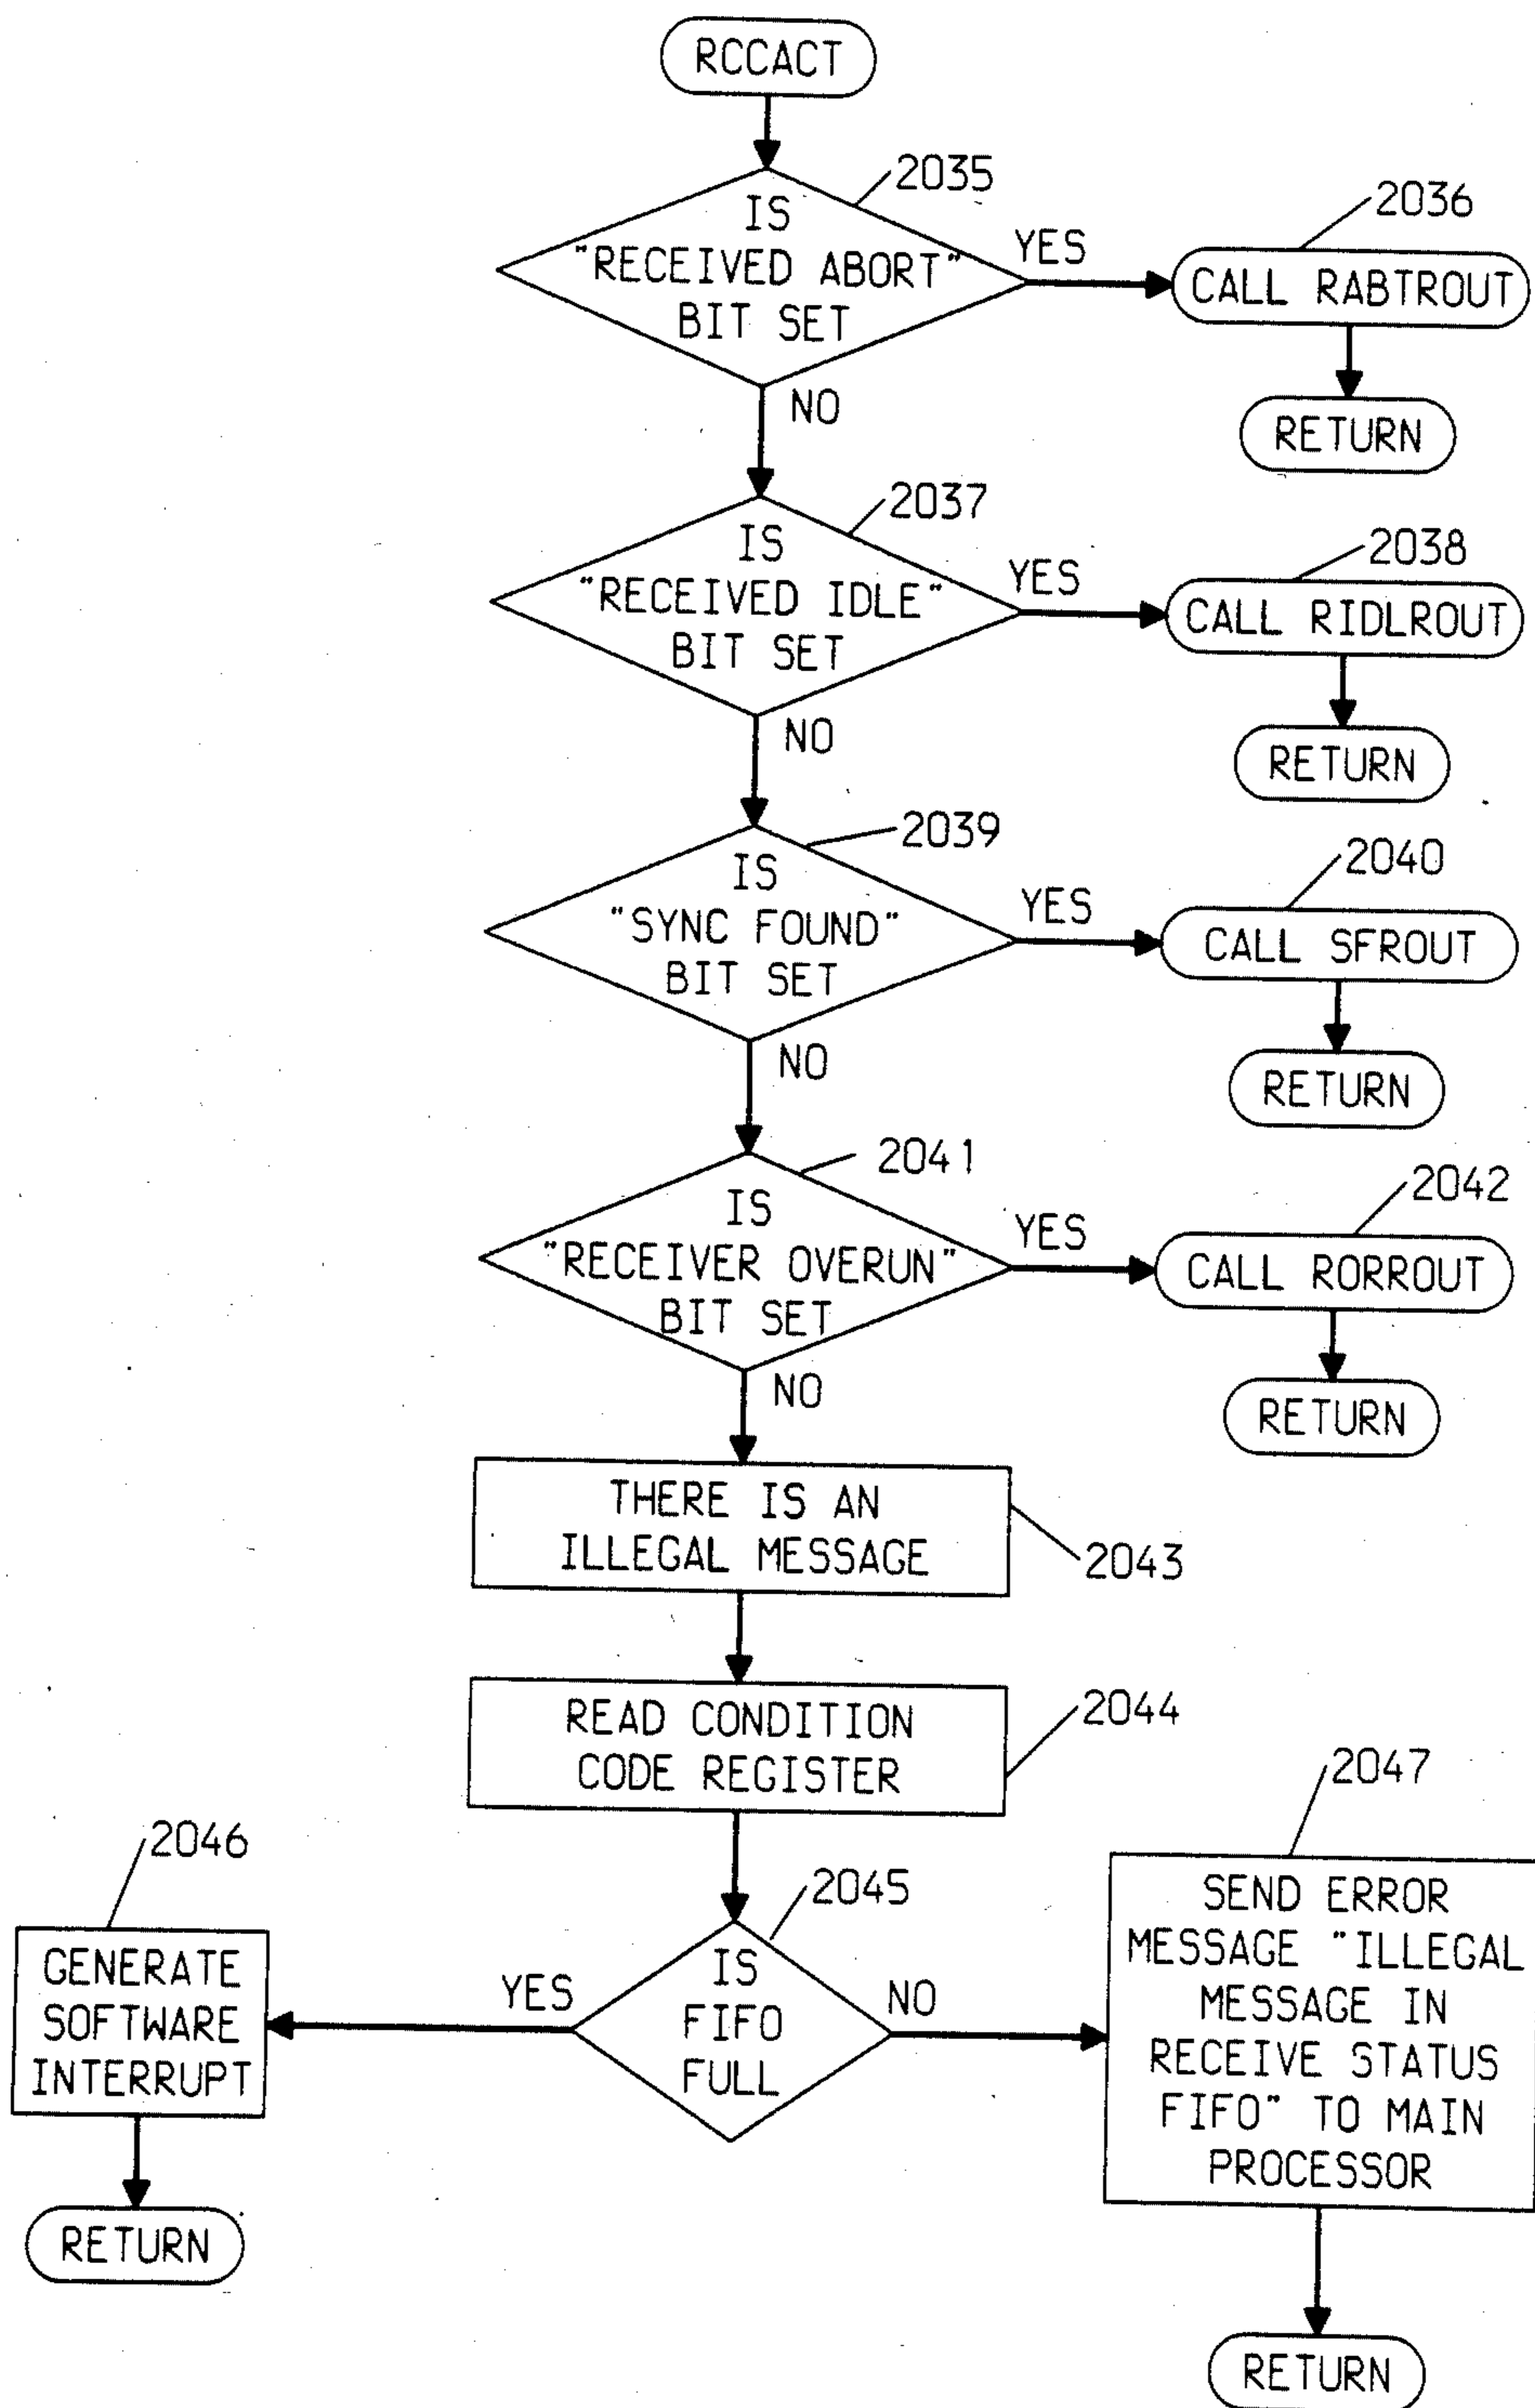 RCCACT
2035
IS
"RECEIVED ABORT"
BIT SET
YES
2036
CALL RABTROUT
RETURN
NO
2037
IS
"RECEIVED IDLE"
BIT SET
YES
2038
CALL RIDLROUT
RETURN
NO
2039
IS
"SYNC FOUND"
BIT SET
YES
2040
CALL SFROUT
RETURN
NO
2041
IS
"RECEIVER OVERUN"
BIT SET
YES
2042
CALL RORROUT
RETURN
NO
THERE IS AN
ILLEGAL MESSAGE
2043
READ CONDITION
CODE REGISTER
2044
2045
IS
FIFO
FULL
YES
2046
GENERATE
SOFTWARE
INTERRUPT
RETURN
NO
2047
SEND ERROR
MESSAGE "ILLEGAL
MESSAGE IN
RECEIVE STATUS
FIFO" TO MAIN
PROCESSOR
RETURN